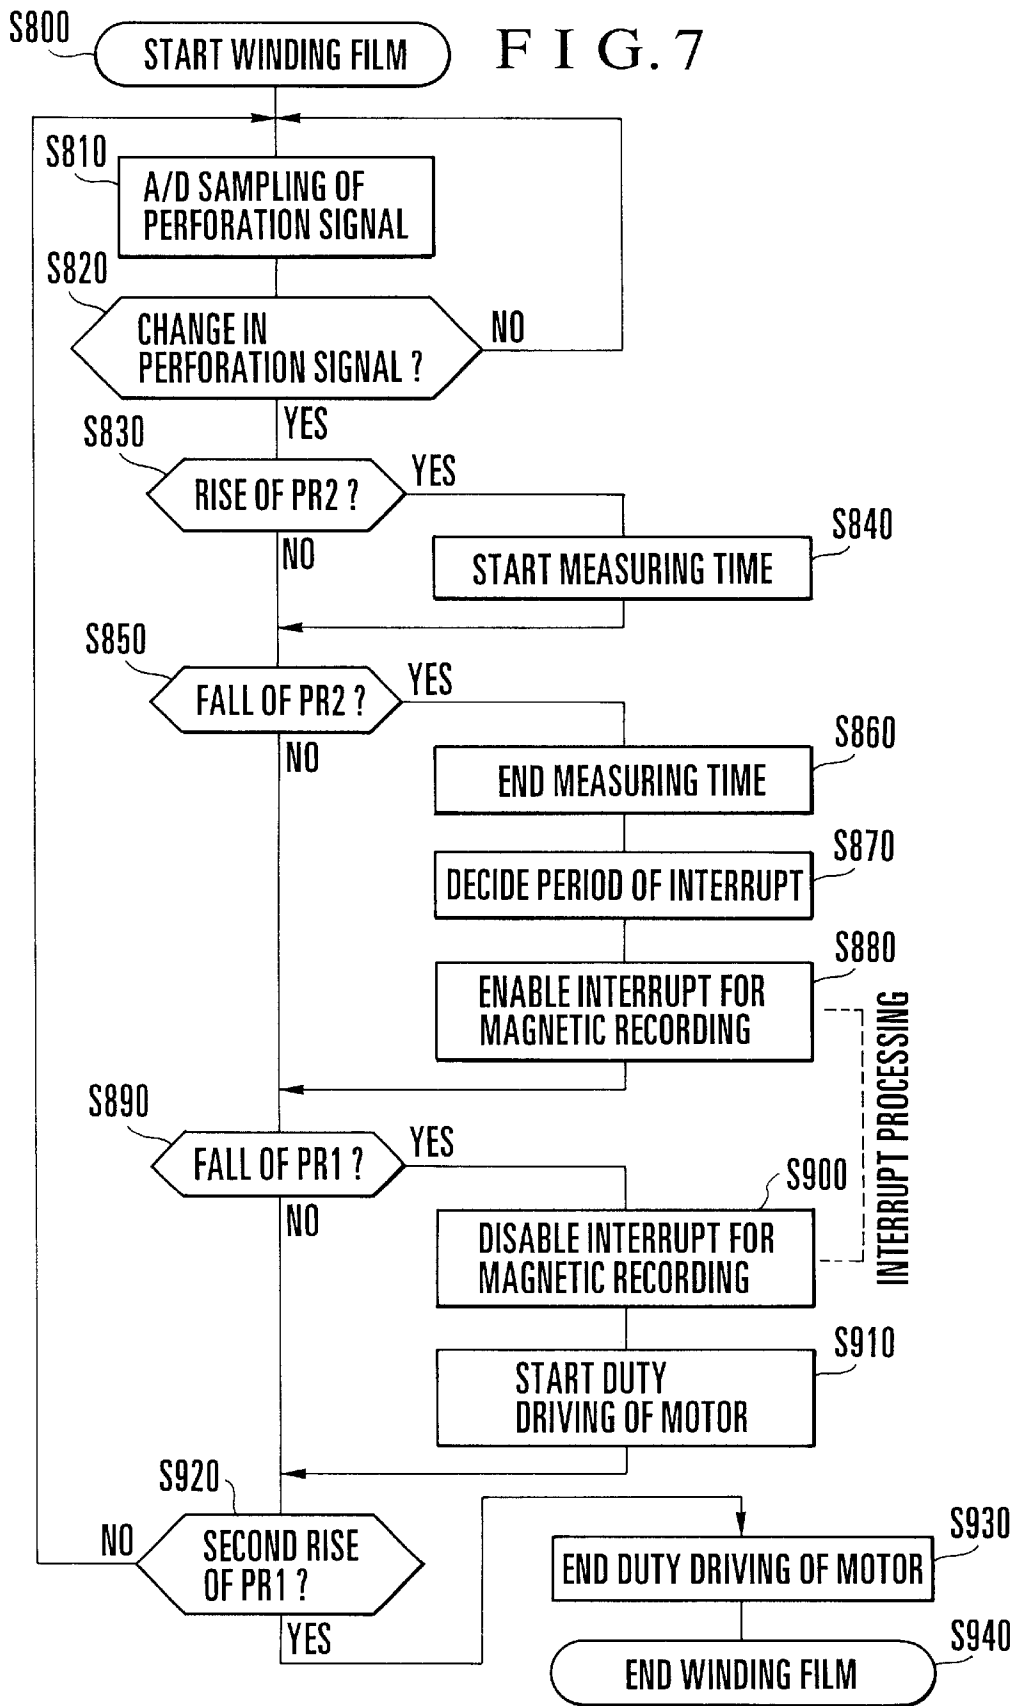 S800
START WINDING FILM
FIG. 7
S810
A/D SAMPLING OF
PERFORATION SIGNAL
S820
CHANGE IN
PERFORATION SIGNAL ?
NO
YES
S830
RISE OF PR2 ?
YES
NO
S840
START MEASURING TIME
S850
FALL OF PR2 ?
YES
NO
S860
END MEASURING TIME
S870
DECIDE PERIOD OF INTERRUPT
S880
ENABLE INTERRUPT FOR
MAGNETIC RECORDING
INTERRUPT PROCESSING
S890
FALL OF PR1 ?
YES
NO
S900
DISABLE INTERRUPT FOR
MAGNETIC RECORDING
S910
START DUTY
DRIVING OF MOTOR
S920
SECOND RISE
OF PR1 ?
NO
YES
S930
END DUTY DRIVING OF MOTOR
S940
END WINDING FILM